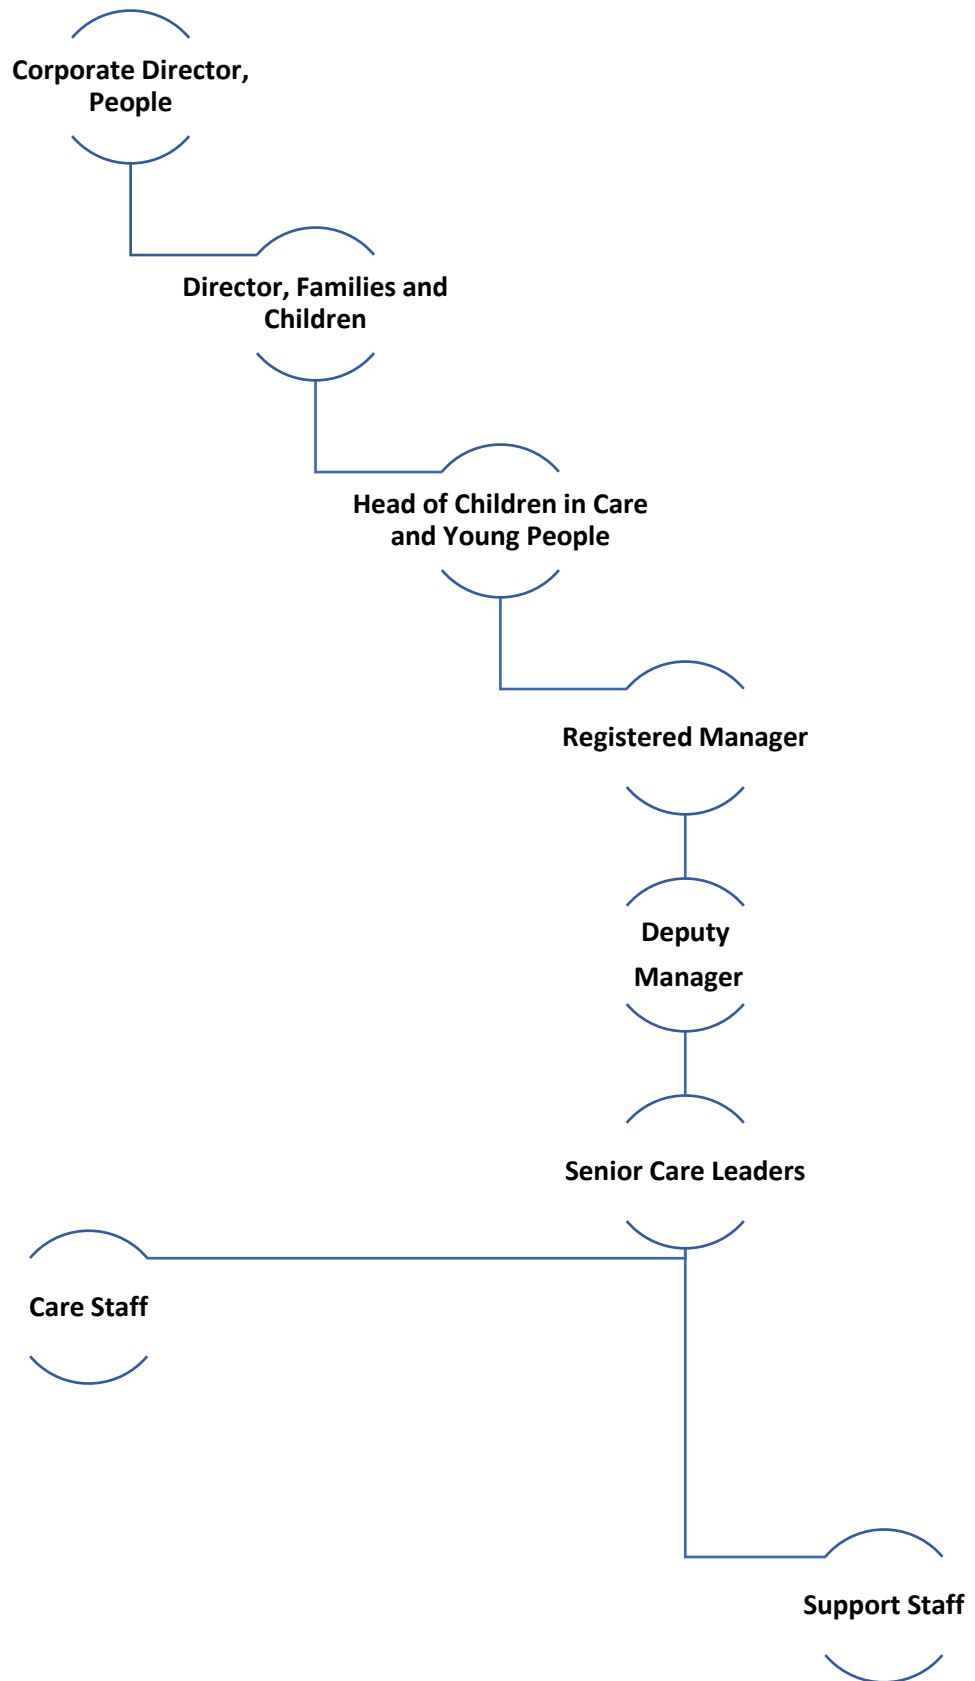 Corporate Director,
People
Director, Families and
Children
Head of Children in Care
and Young People
Registered Manager
Deputy
Manager
Senior Care Leaders
Care Staff
Support Staff